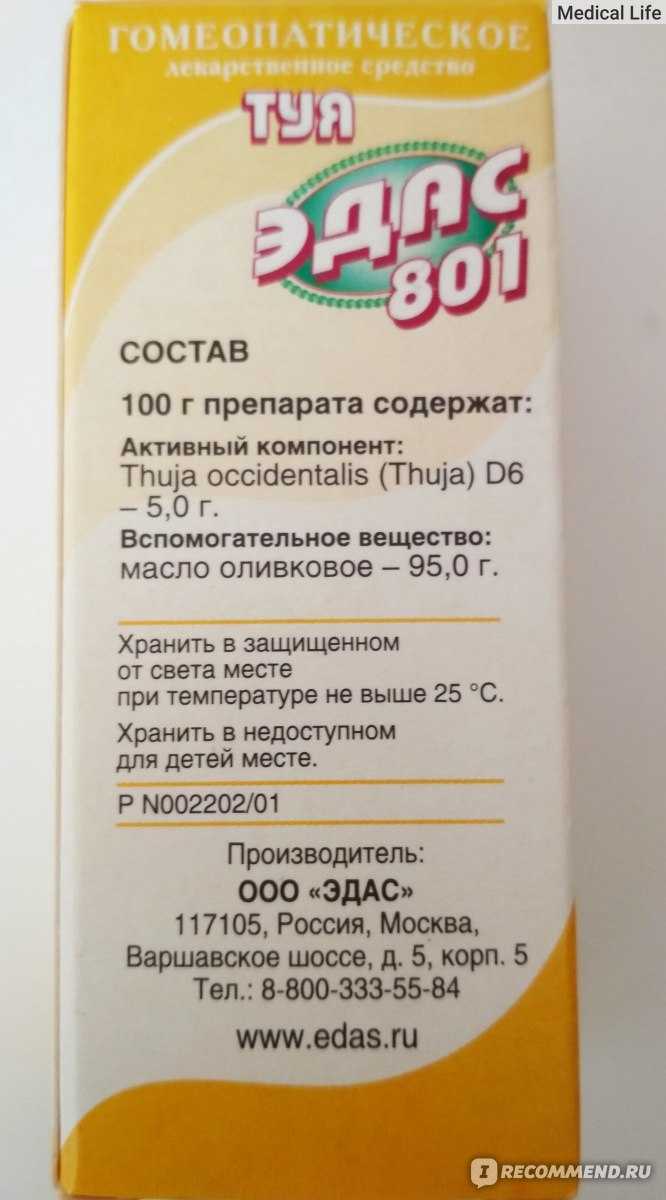 Medical Life
ГОМЕОПАТИЧЕСКОЕ
лекарственное средство
ТУЯ
ЭДАС
801
СОСТАВ
100 г препарата содержат:
Активный компонент:
Thuja occidentalis (Thuja) D6
– 5,0 г.
Вспомогательное вещество:
масло оливковое – 95,0 г.
Хранить в защищенном
от света месте
при температуре не выше 25 °С.
Хранить в недоступном
для детей месте.
Р N002202/01
Производитель:
ООО «ЭДАС»
117105, Россия, Москва,
Варшавское шоссе, д. 5, корп. 5
Тел.: 8-800-333-55-84
www.edas.ru
I RECOMMEND.RU